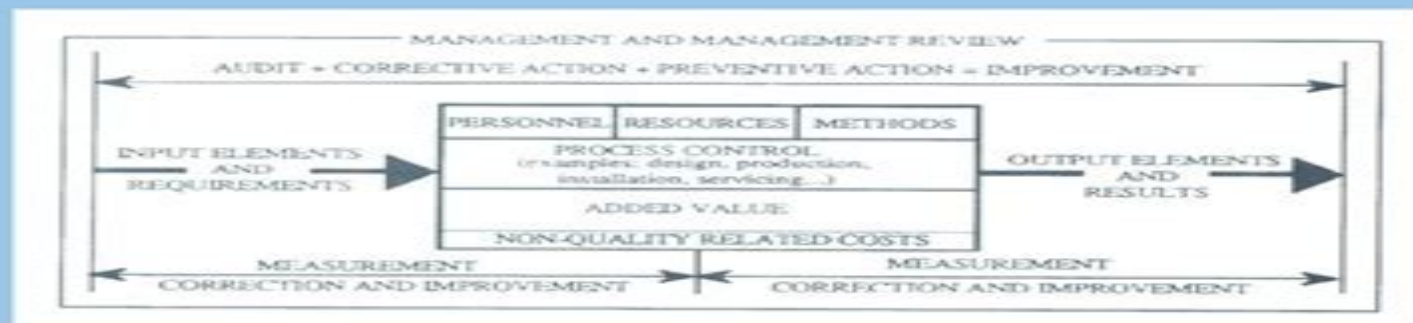 MANAGEMENT AND MANAGEMENT REVIEW
AUDIT + CORRECTIVE ACTION + PREVENTIVE ACTION = IMPROVEMENT
PERSONNEL RESOURCES METHODS
INPUT ELEMENTS
AND
REQUIREMENTS
PROCESS CONTROL
(examples: design, production,
installation, servicing...)
OUTPUT ELEMENTS
AND
RESULTS
ADDED VALUE
NON-QUALITY RELATED COSTS
MEASUREMENT
CORRECTION AND IMPROVEMENT
MEASUREMENT
CORRECTION AND IMPROVEMENT